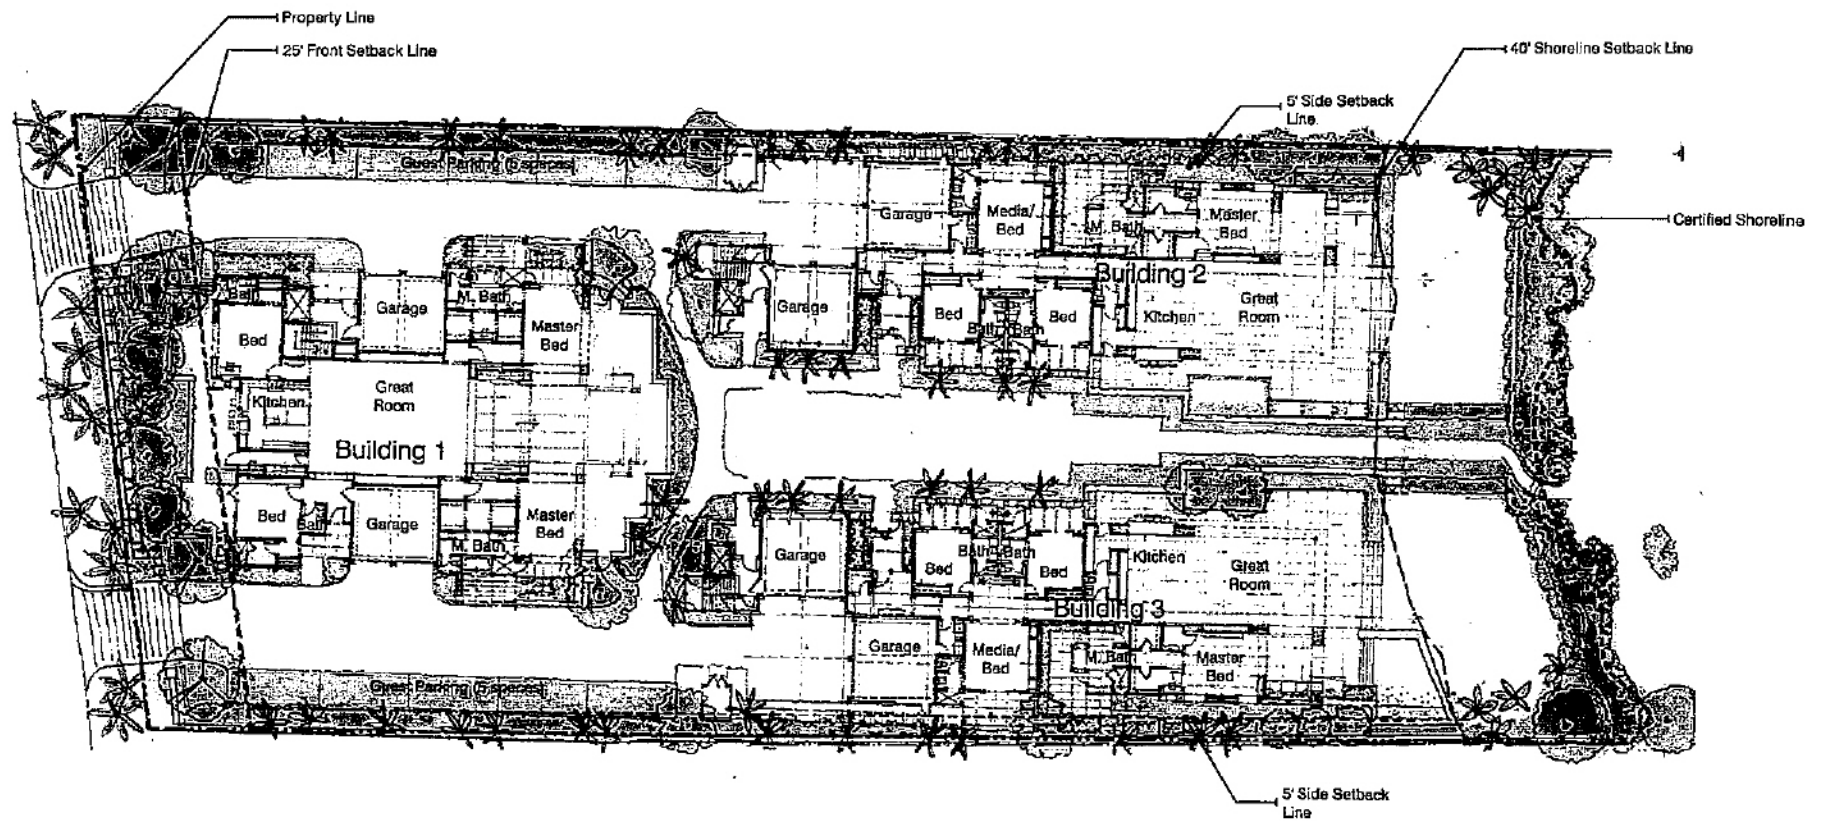 Property Line
25' Front Setback Line
40' Shoreline Setback Line
5' Side Setback
Line
Certified Shoreline
Guest Parking (5 spaces)
Garage
Media/
Bed
M. Bath
Master
Bed
Building 2
Garage
Bed
Bath
Bath
Bed
Kitchen
Great
Room
Bath
Bed
Garage
M. Bath
Master
Bed
Kitchen
Great
Room
Building 1
Bed
Bath
Garage
M. Bath
Master
Bed
Garage
Bed
Bath
Bath
Bed
Kitchen
Great
Room
Building 3
Garage
Media/
Bed
M. Bath
Master
Bed
Guest Parking (5 spaces)
5' Side Setback
Line